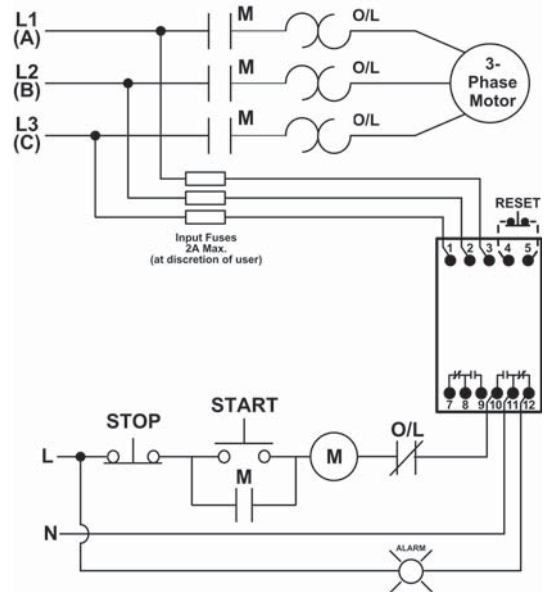 L1
(A)
M
O/L
L2
(B)
M
O/L
L3
(C)
M
O/L
3-
Phase
Motor
Input Fuses
2A Max.
(at discretion of user)
RESET
1 2 3 4 5
7 8 9 10 11 12
STOP
START
L
M
M
O/L
N
ALARM